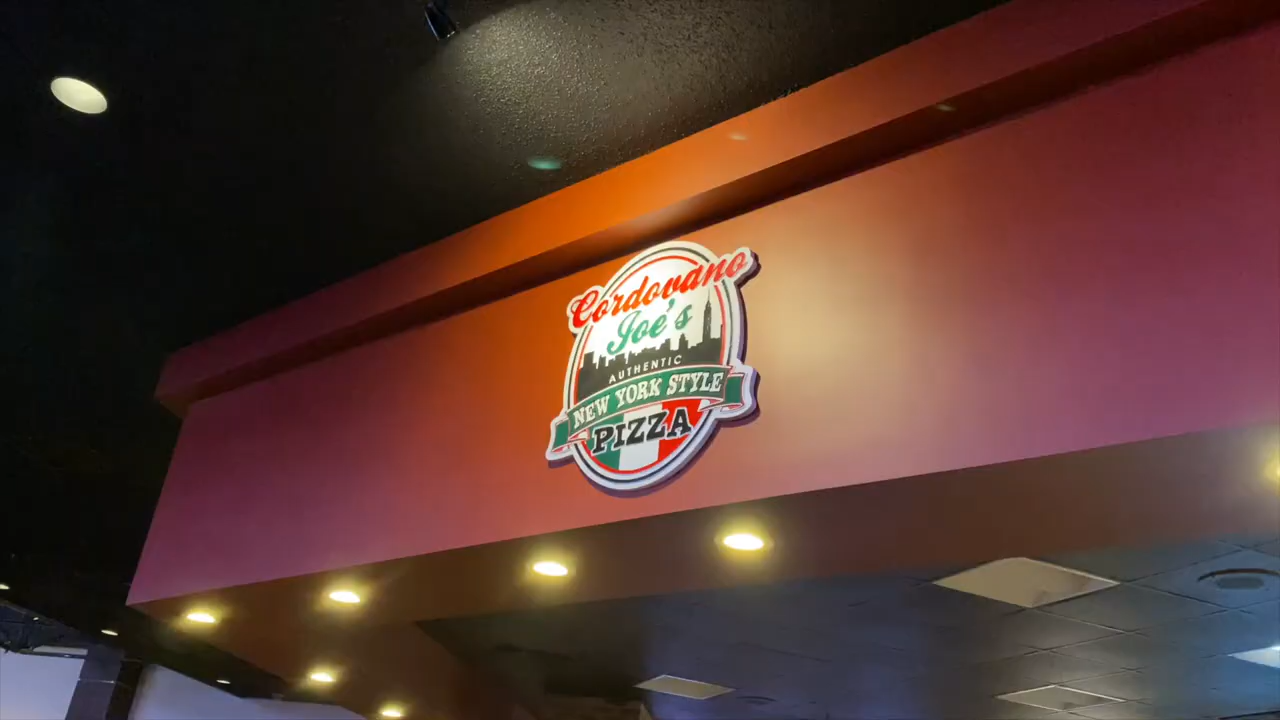 Cordovano
Joe's
AUTHENTIC
NEW YORK STYLE
PIZZA